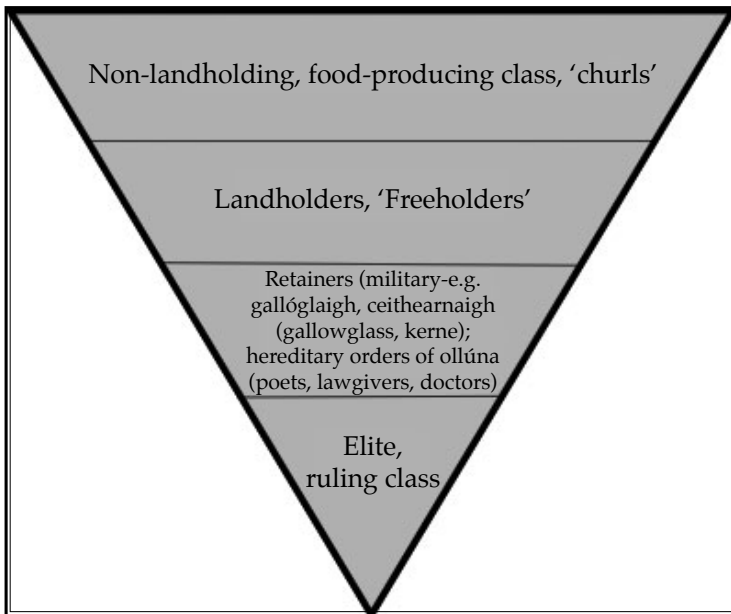 Non-landholding, food-producing class, ‘churls’
Landholders, ‘Freeholders’
Retainers (military-e.g.
gallóglaigh, ceithearnaigh
(gallowglass, kerne);
hereditary orders of ollúna
(poets, lawgivers, doctors)
Elite,
ruling class